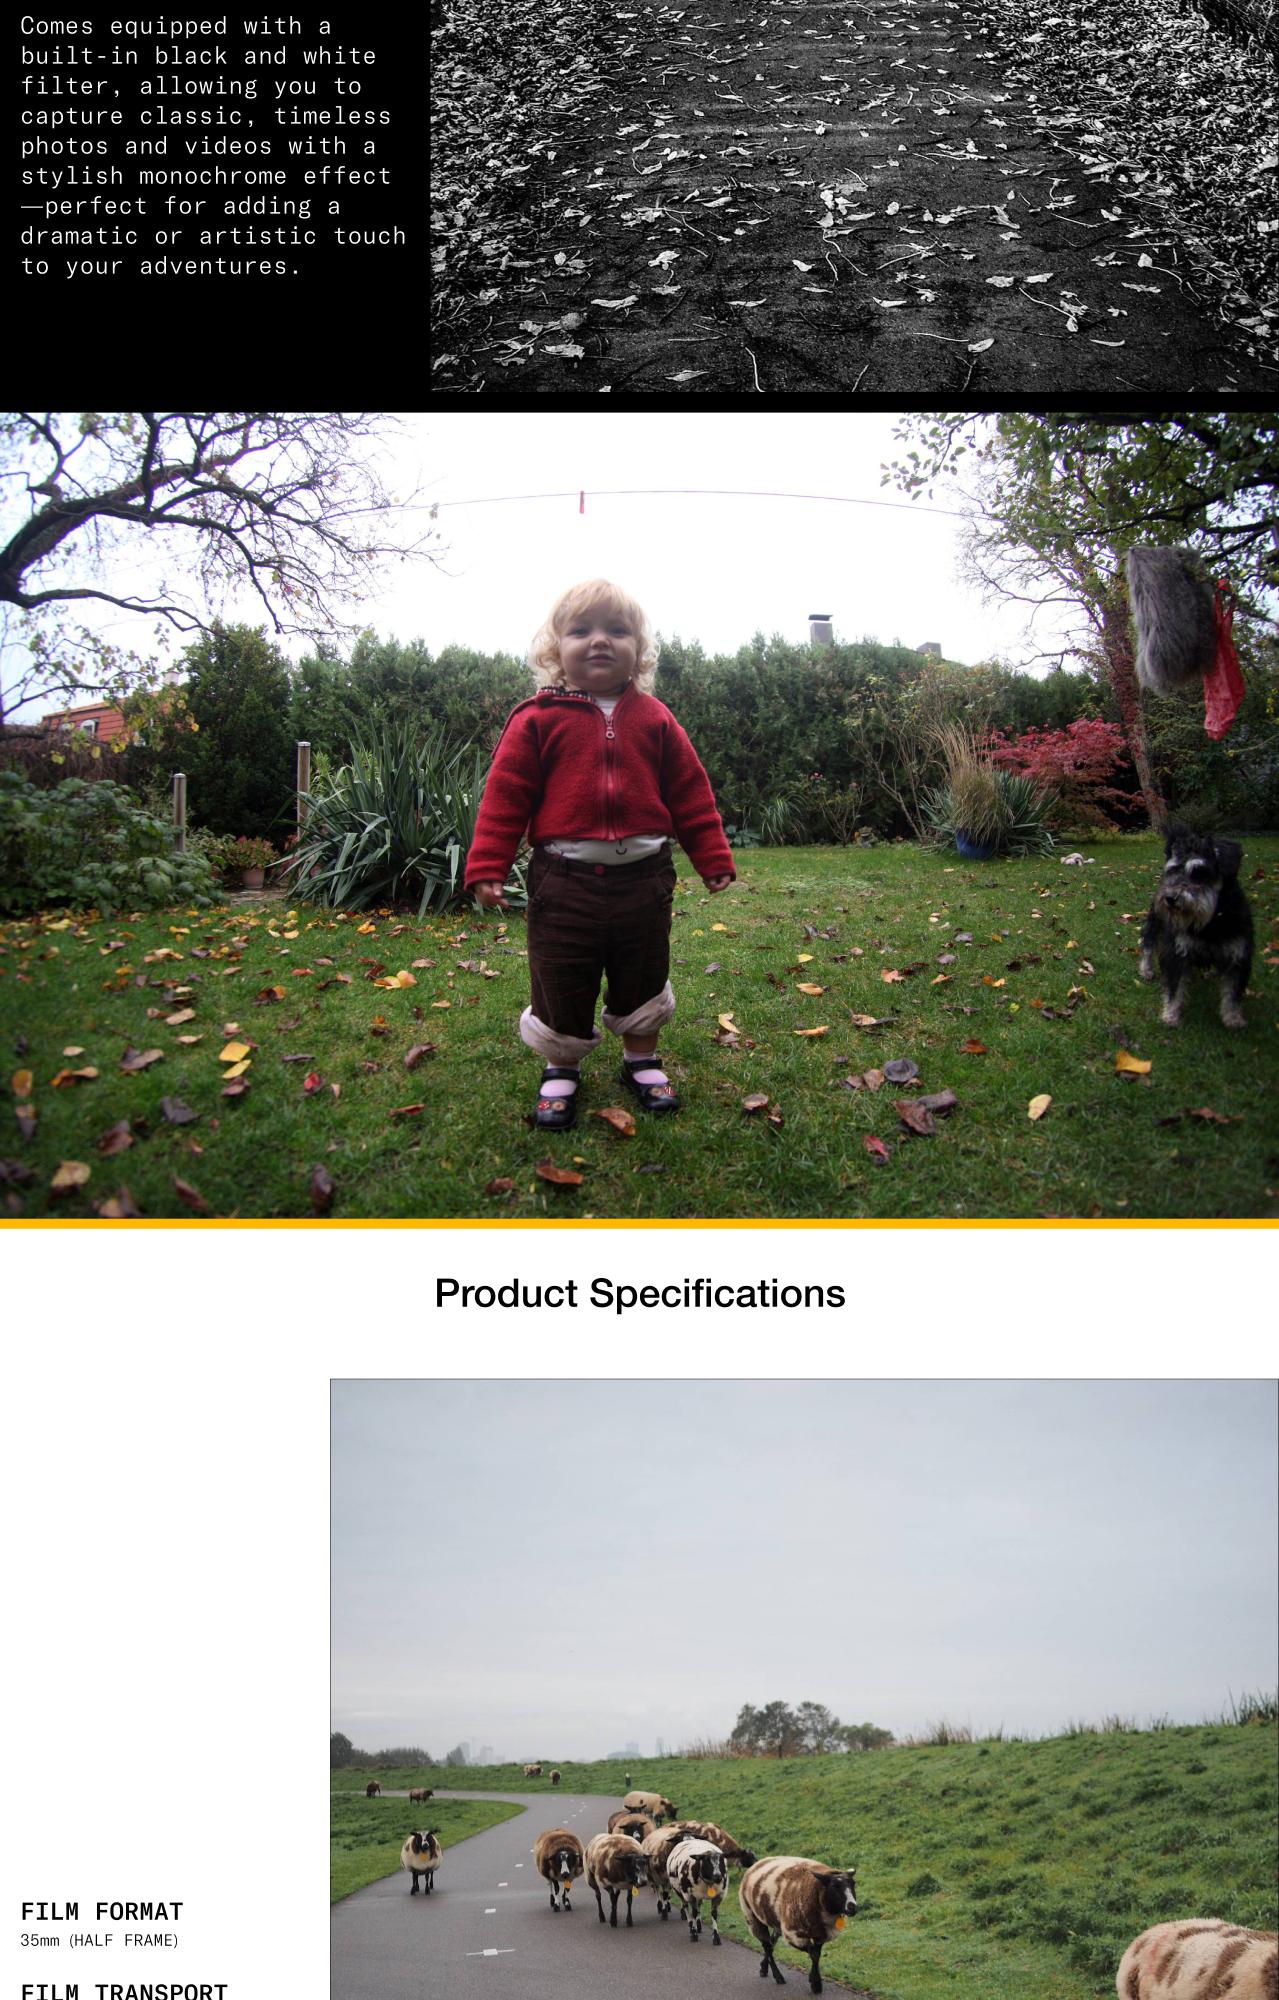 Comes equipped with a
built-in black and white
filter, allowing you to
capture classic, timeless
photos and videos with a
stylish monochrome effect
—perfect for adding a
dramatic or artistic touch
to your adventures.
Product Specifications
FILM FORMAT
35mm (HALF FRAME)
FILM TRANSPORT